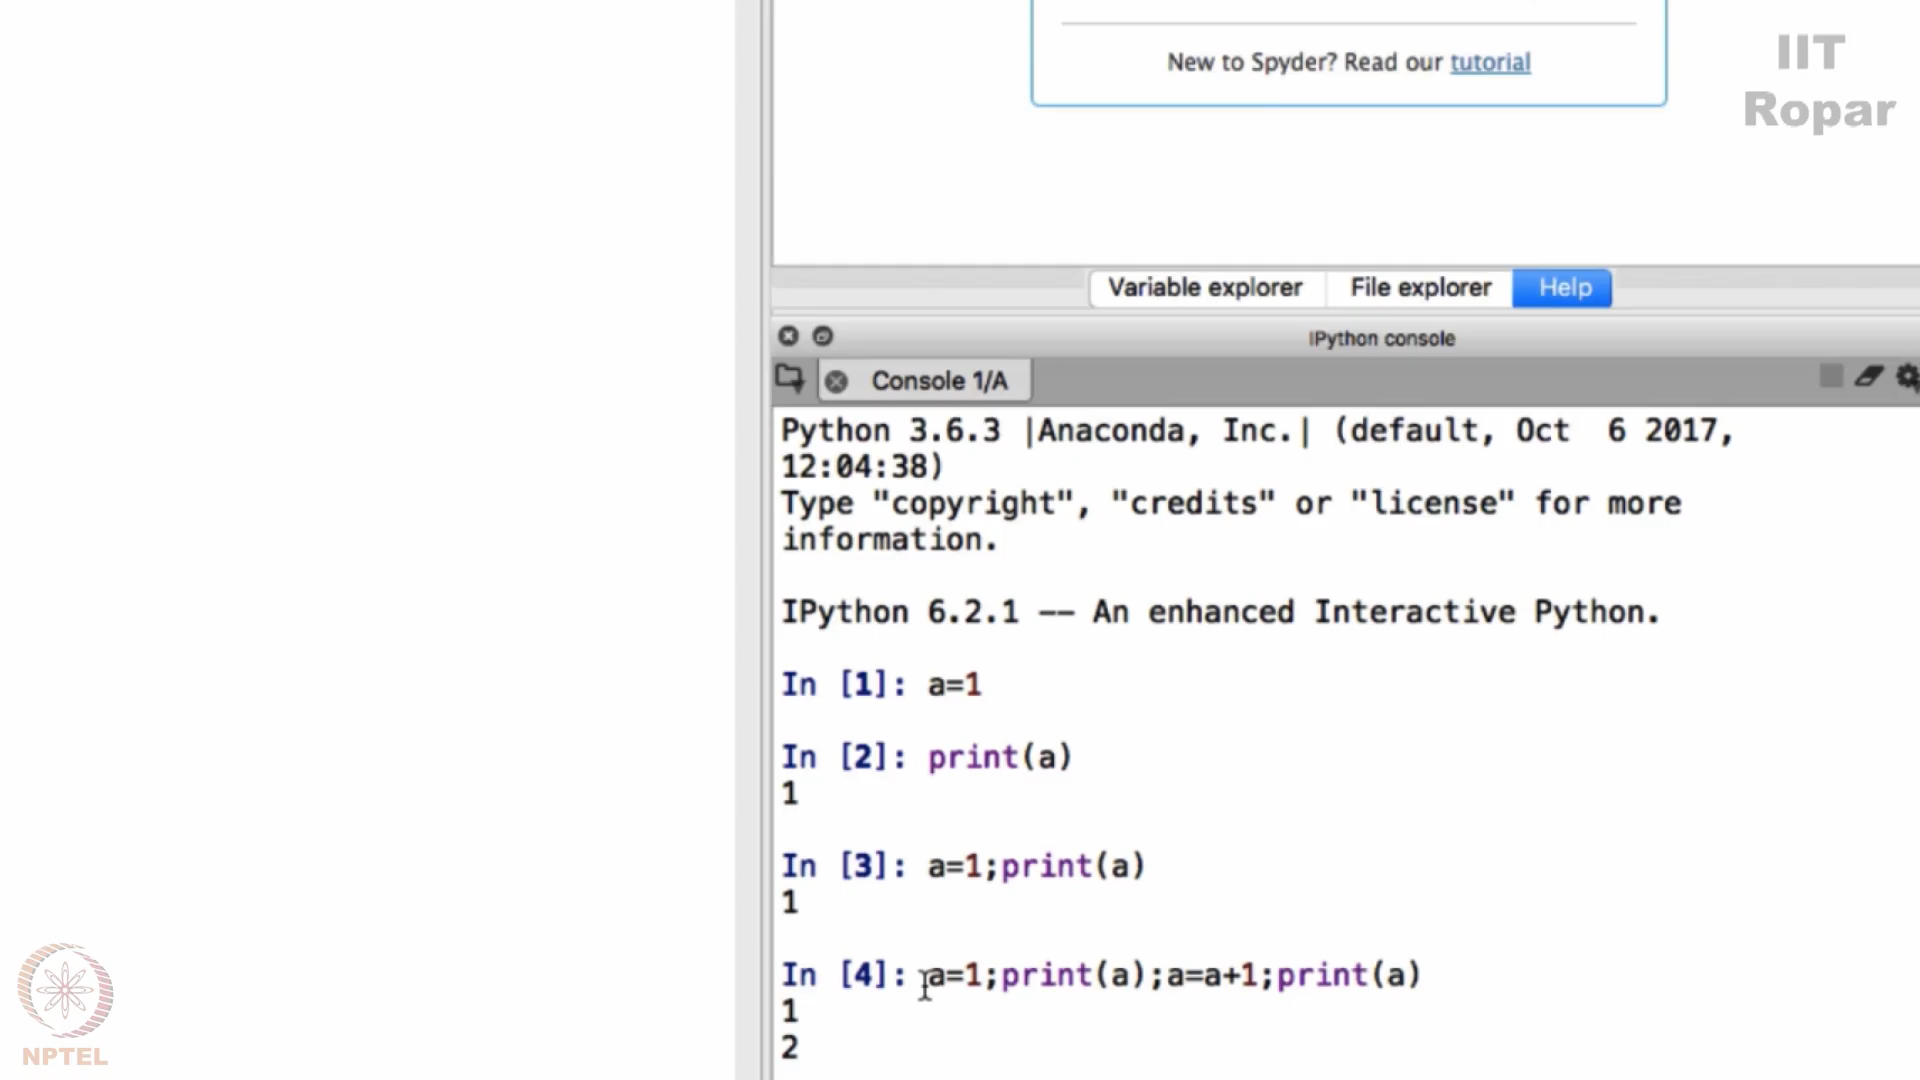 New to Spyder? Read our tutorial
IIT
Ropar
Variable explorer
File explorer
Help
IPython console
Console 1/A
Python 3.6.3 |Anaconda, Inc.| (default, Oct  6 2017,
12:04:38)
Type "copyright", "credits" or "license" for more
information.
IPython 6.2.1 -- An enhanced Interactive Python.
In [1]: a=1
In [2]: print(a)
1
In [3]: a=1;print(a)
1
In [4]: a=1;print(a);a=a+1;print(a)
1
2
NPTEL